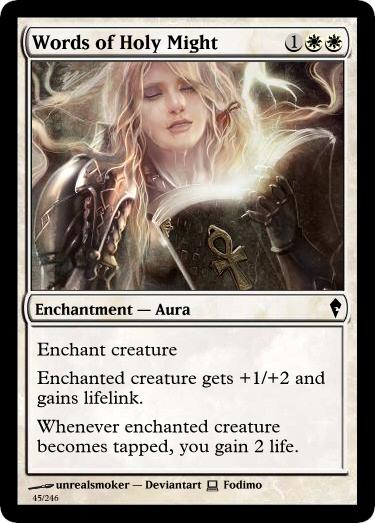 Words of Holy Might 1
Enchantment — Aura
Enchant creature
Enchanted creature gets +1/+2 and
gains lifelink.
Whenever enchanted creature
becomes tapped, you gain 2 life.
unrealsmoker — Deviantart Fodimo
45/246